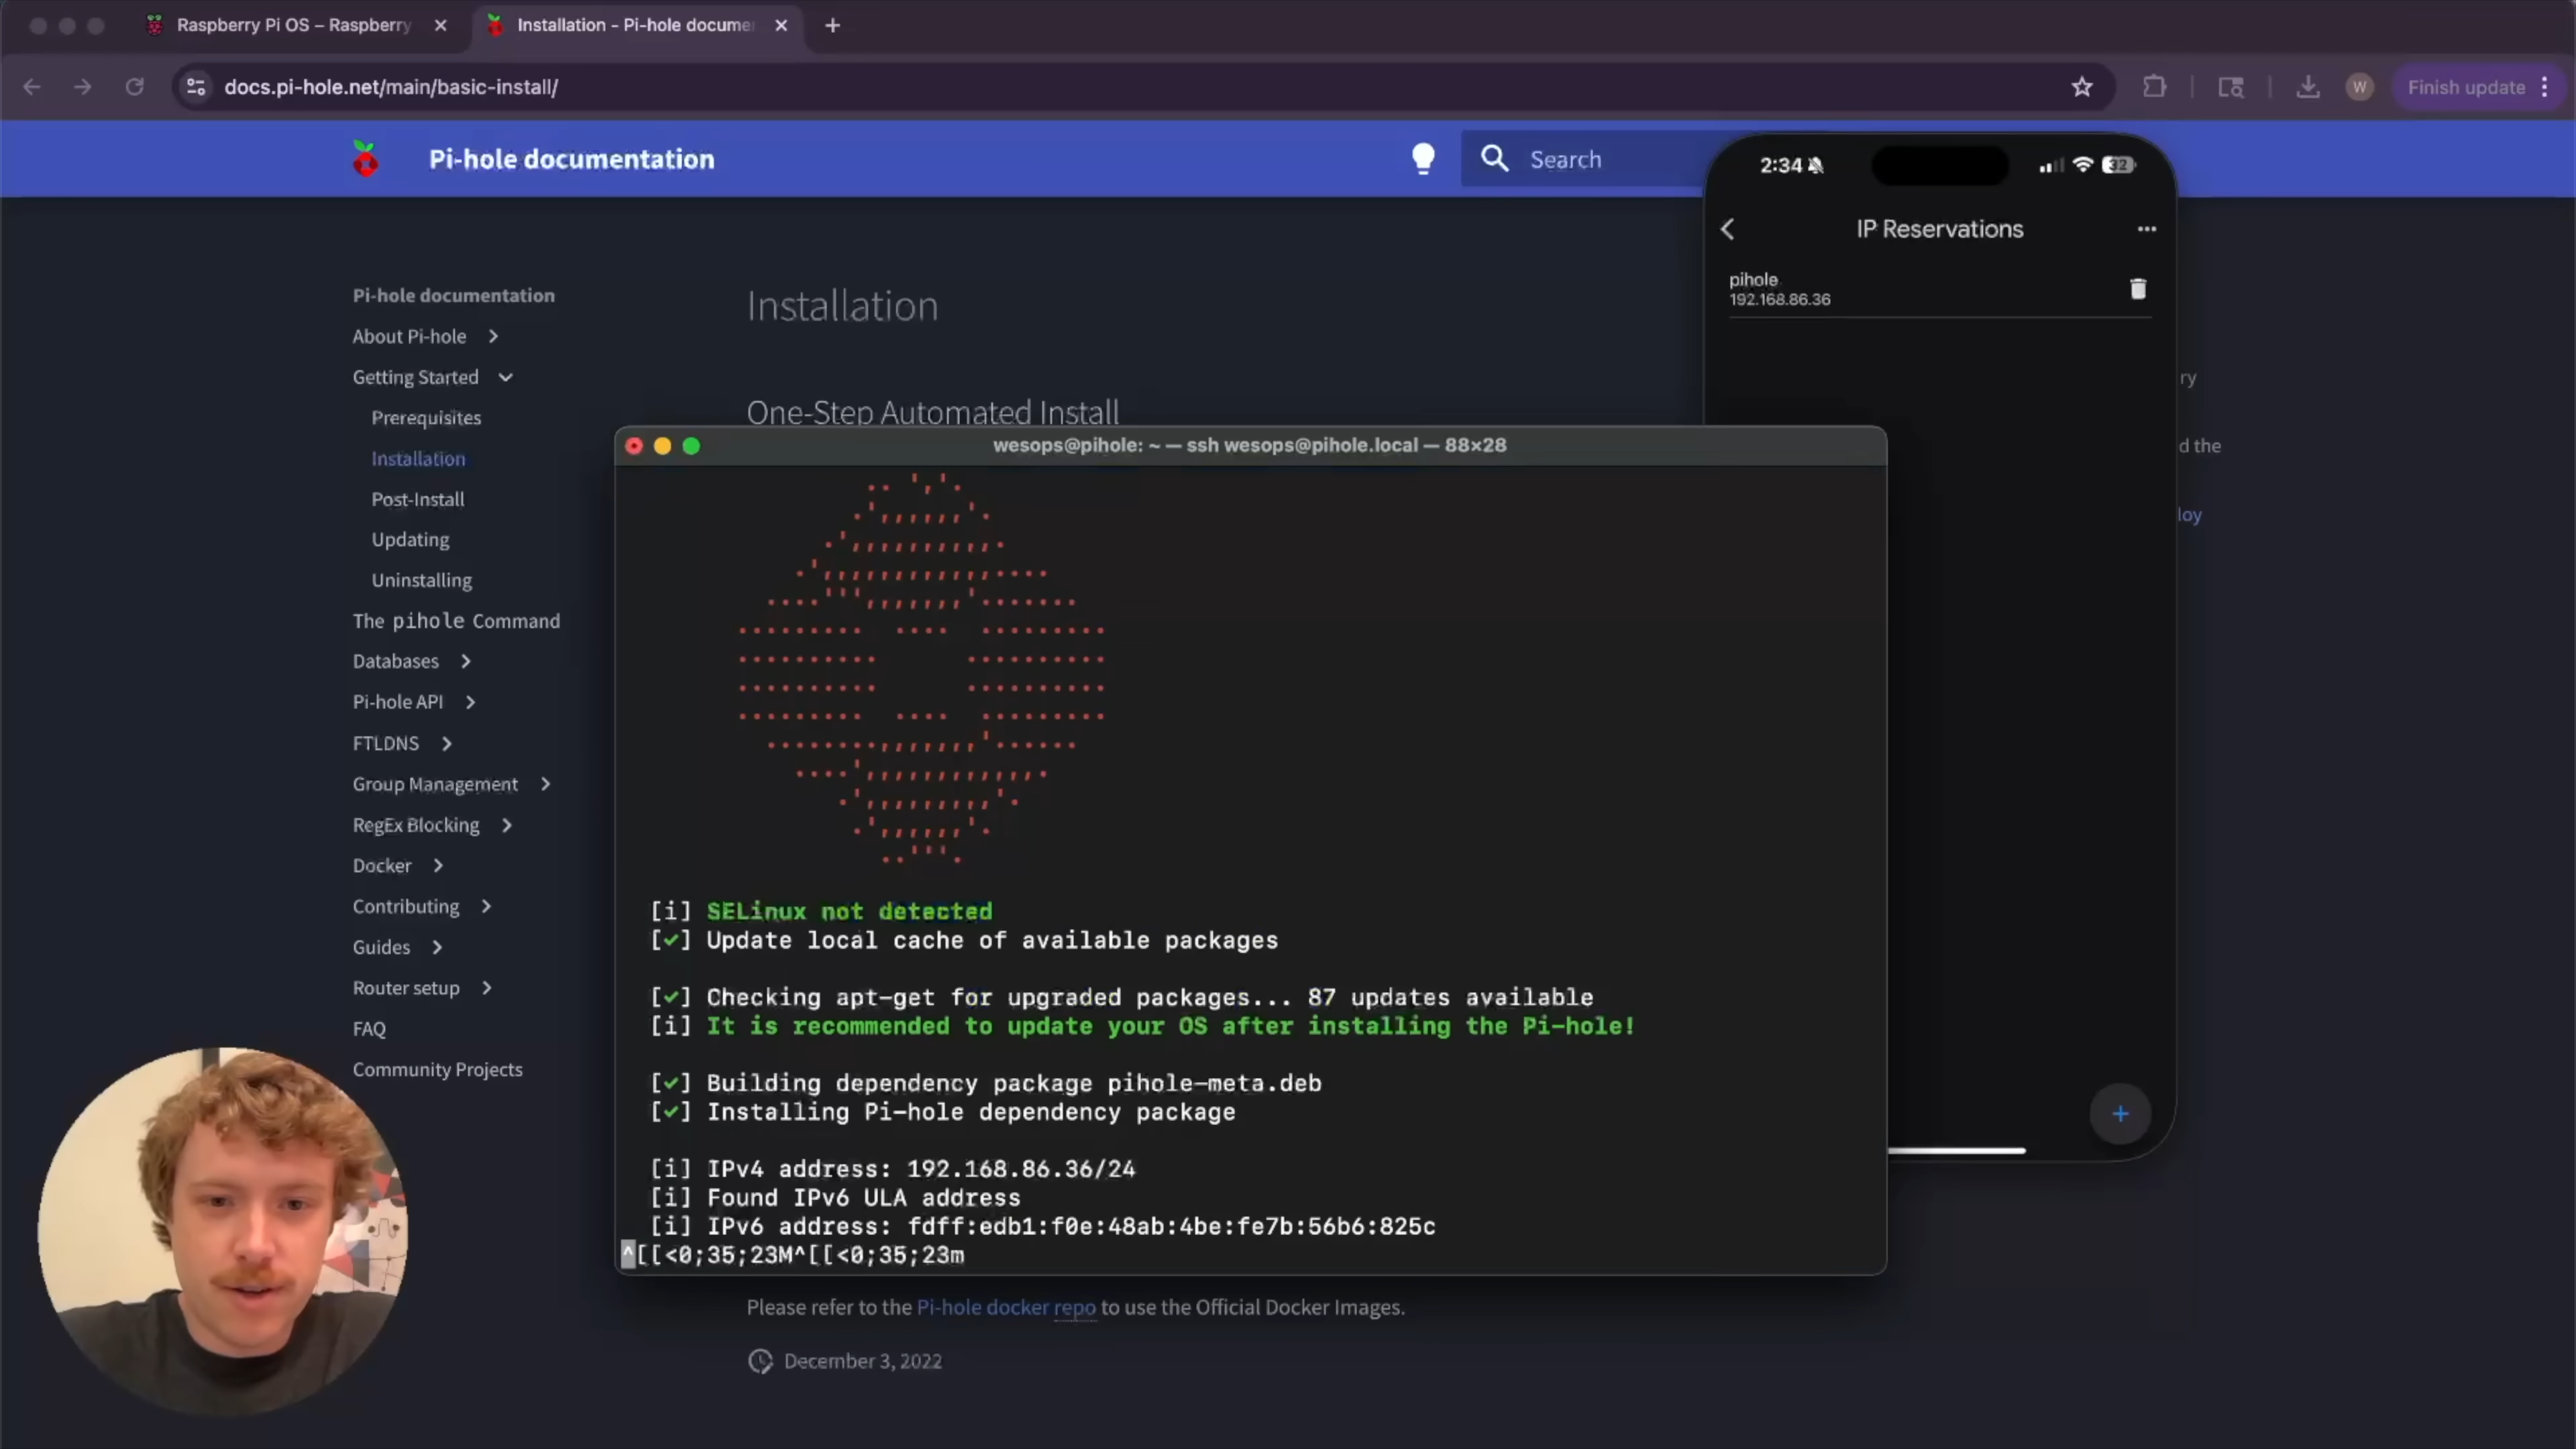 Raspberry Pi OS – Raspberry
Installation - Pi-hole docume
docs.pi-hole.net/main/basic-install/
W
Finish update
Pi-hole documentation
Search
Pi-hole documentation
About Pi-hole
Getting Started
Prerequisites
Installation
Post-Install
Updating
Uninstalling
The pihole Command
Databases
Pi-hole API
FTLDNS
Group Management
RegEx Blocking
Docker
Contributing
Guides
Router setup
FAQ
Community Projects
Installation
One-Step Automated Install
ry
d the
loy
2:34
32
IP Reservations
pihole
192.168.86.36
wesops@pihole: ~ — ssh wesops@pihole.local — 88×28
[i] SELinux not detected
[✓] Update local cache of available packages
[✓] Checking apt-get for upgraded packages... 87 updates available
[i] It is recommended to update your OS after installing the Pi-hole!
[✓] Building dependency package pihole-meta.deb
[✓] Installing Pi-hole dependency package
[i] IPv4 address: 192.168.86.36/24
[i] Found IPv6 ULA address
[i] IPv6 address: fdff:edb1:f0e:48ab:4be:fe7b:56b6:825c
^[[<0;35;23M^[[<0;35;23m
Please refer to the Pi-hole docker repo to use the Official Docker Images.
December 3, 2022